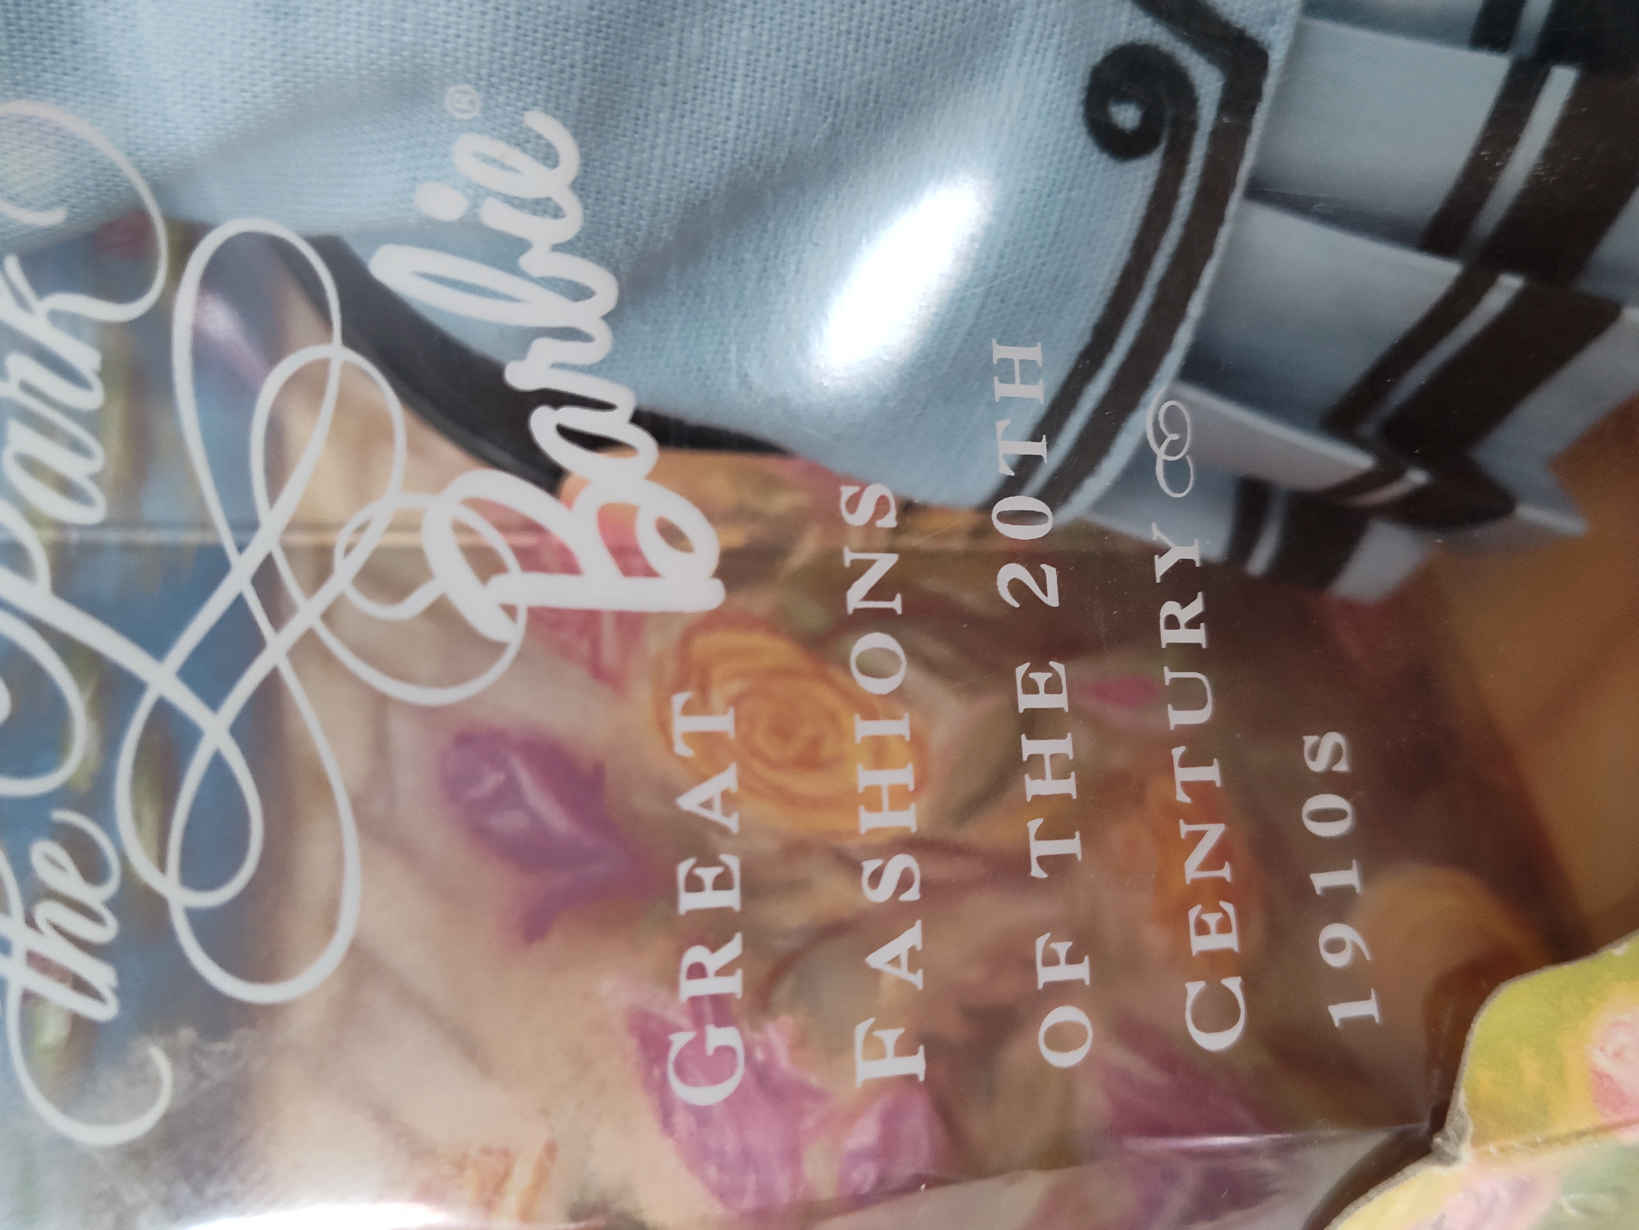 the Park
Barbie®
GREAT
FASHIONS
OF THE 20TH
CENTURY
1910S